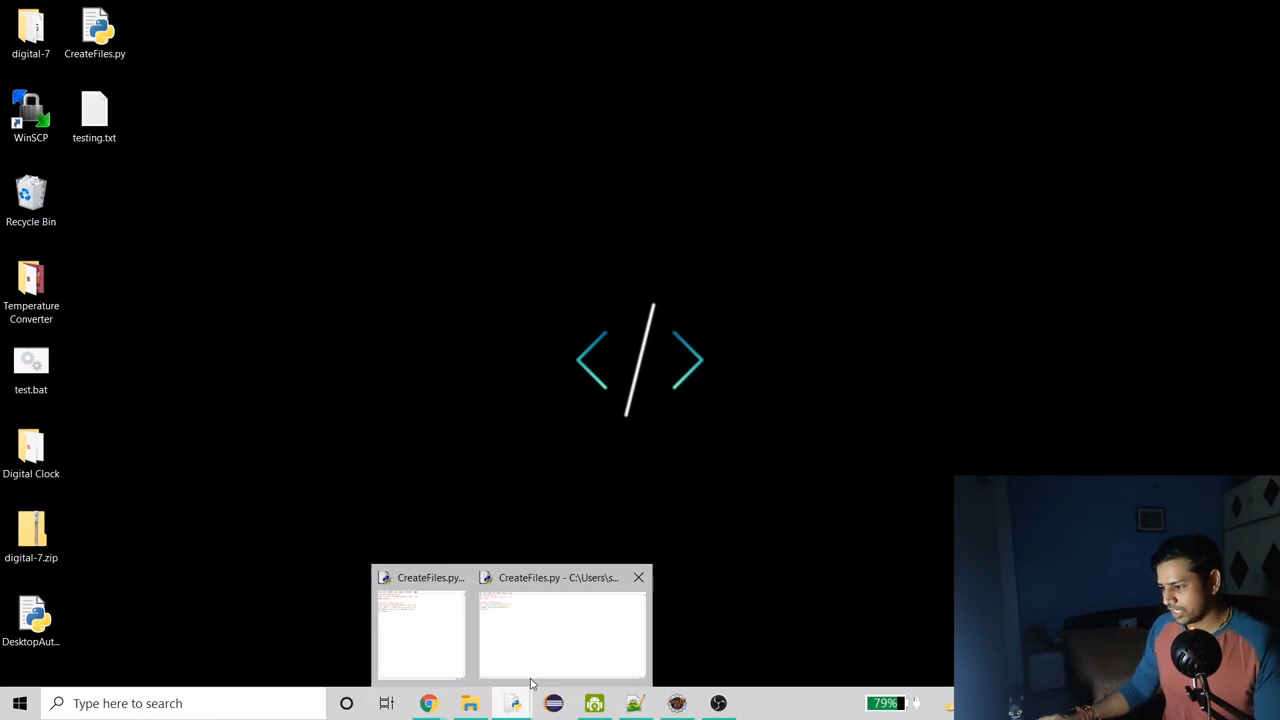 digital-7
CreateFiles.py
WinSCP
testing.txt
Recycle Bin
Temperature
Converter
test.bat
Digital Clock
digital-7.zip
DesktopAut...
CreateFiles.py...
CreateFiles.py - C:\Users\s...
Type here to search
79%